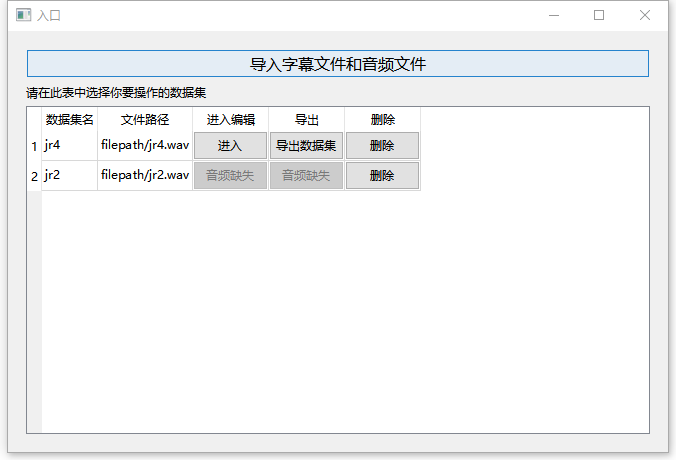 入口
导入字幕文件和音频文件
请在此表中选择你要操作的数据集
数据集名 文件路径 进入编辑 导出 删除
1 jr4 filepath/jr4.wav 进入 导出数据集 删除
2 jr2 filepath/jr2.wav 音频缺失 音频缺失 删除